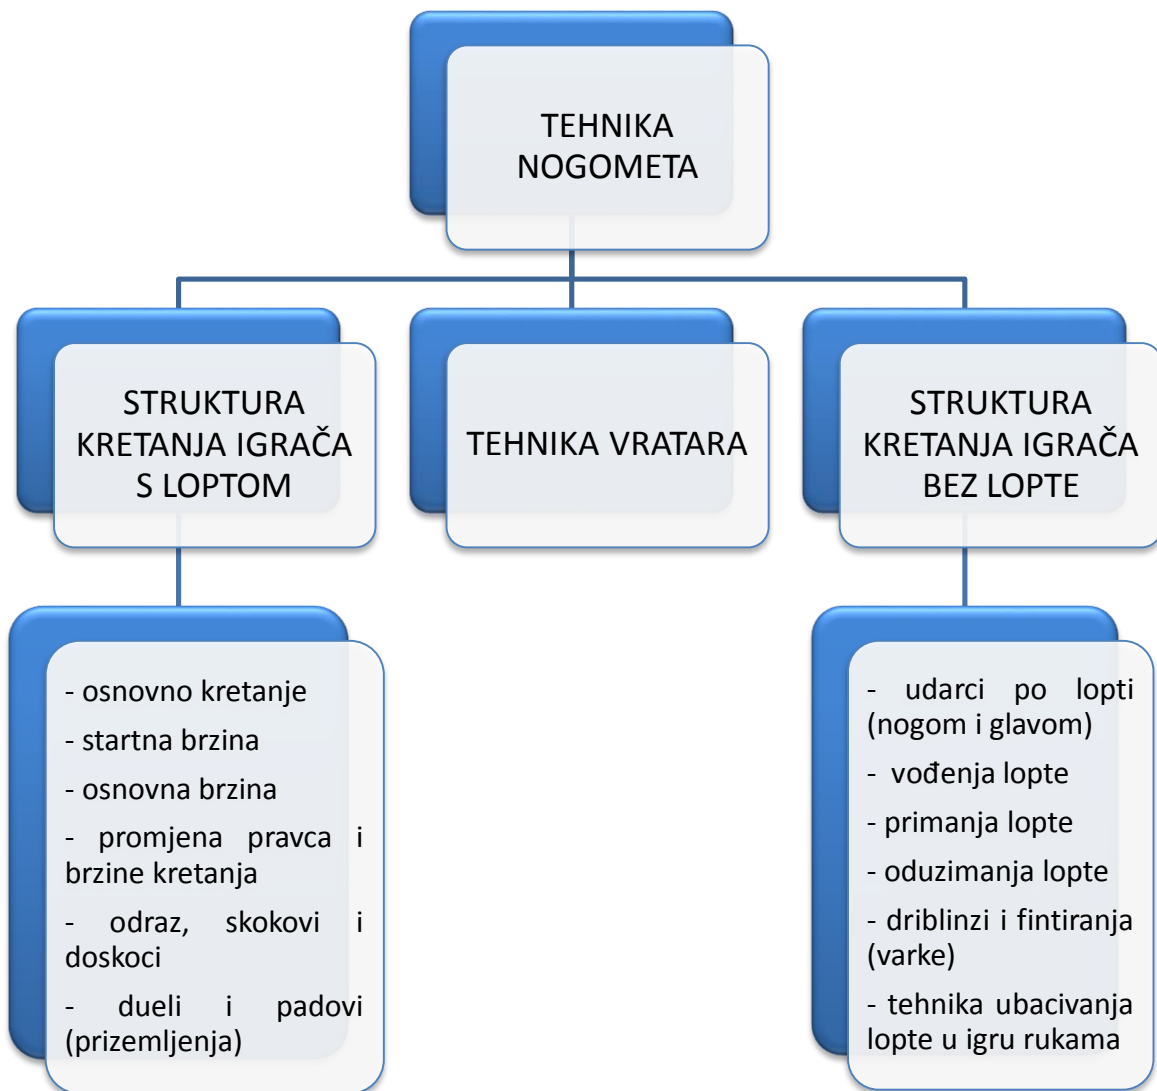 TEHNIKA
NOGOMETA
STRUKTURA
KRETANJA IGRAČA
S LOPTOM
TEHNIKA VRATARA
STRUKTURA
KRETANJA IGRAČA
BEZ LOPTE
- osnovno kretanje
- startna brzina
- osnovna brzina
- promjena pravca i
brzine kretanja
- odraz, skokovi i
doskoci
- dueli i padovi
(prizemljenja)
- udarci po lopti
(nogom i glavom)
- vođenja lopte
- primanja lopte
- oduzimanja lopte
- driblinzi i fintiranja
(varke)
- tehnika ubacivanja
lopte u igru rukama